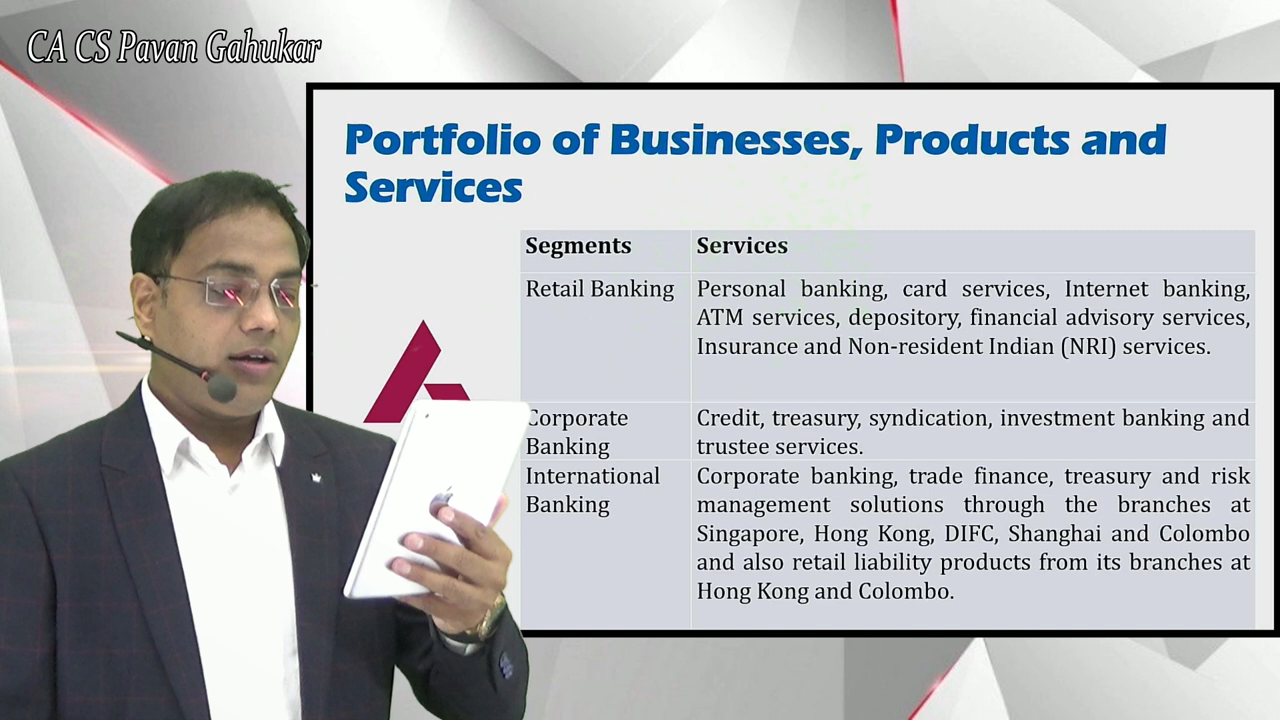 CA CS Pavan Gahukar
Portfolio of Businesses, Products and
Services
Segments
Services
Retail Banking
Personal banking, card services, Internet banking,
ATM services, depository, financial advisory services,
Insurance and Non-resident Indian (NRI) services.
Corporate
Banking
Credit, treasury, syndication, investment banking and
trustee services.
International
Banking
Corporate banking, trade finance, treasury and risk
management solutions through the branches at
Singapore, Hong Kong, DIFC, Shanghai and Colombo
and also retail liability products from its branches at
Hong Kong and Colombo.